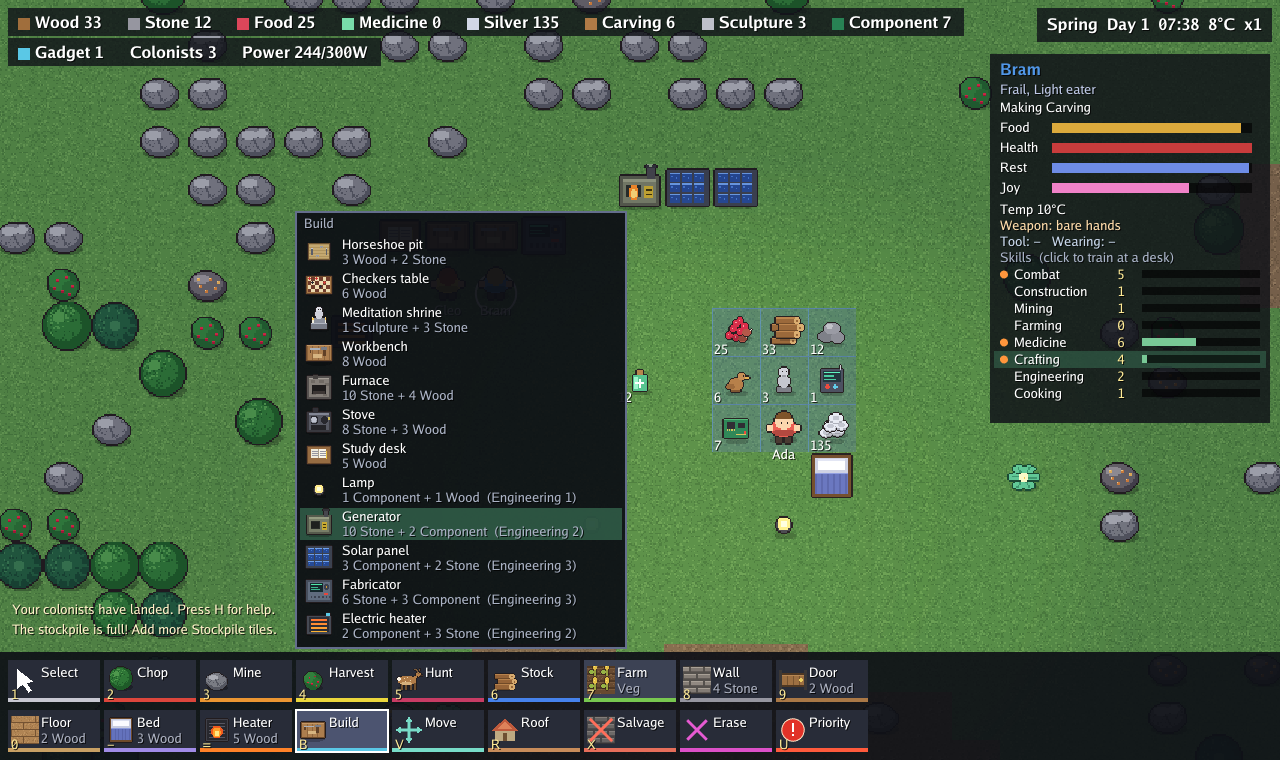 Wood 33 Stone 12 Food 25 Medicine 0 Silver 135 Carving 6 Sculpture 3 Component 7
Gadget 1 Colonists 3 Power 244/300W
Spring Day 1 07:38 8°C x1
Bram
Frail, Light eater
Making Carving
Food
Health
Rest
Joy
Temp 10°C
Weapon: bare hands
Tool: – Wearing: –
Skills (click to train at a desk)
Combat 5
Construction 1
Mining 1
Farming 0
Medicine 6
Crafting 4
Engineering 2
Cooking 1
Build
Horseshoe pit
3 Wood + 2 Stone
Checkers table
6 Wood
Meditation shrine
1 Sculpture + 3 Stone
Workbench
8 Wood
Furnace
10 Stone + 4 Wood
Stove
8 Stone + 3 Wood
Study desk
5 Wood
Lamp
1 Component + 1 Wood (Engineering 1)
Generator
10 Stone + 2 Component (Engineering 2)
Solar panel
3 Component + 2 Stone (Engineering 3)
Fabricator
6 Stone + 3 Component (Engineering 3)
Electric heater
2 Component + 3 Stone (Engineering 2)
25 33 12
2
6 3 1
7 135
Ada
Your colonists have landed. Press H for help.
The stockpile is full! Add more Stockpile tiles.
1 Select
2 Chop
3 Mine
4 Harvest
5 Hunt
6 Stock
7 Farm
Veg
8 Wall
4 Stone
9 Door
2 Wood
0 Floor
2 Wood
– Bed
3 Wood
= Heater
5 Wood
B Build
V Move
R Roof
X Salvage
Erase
U Priority